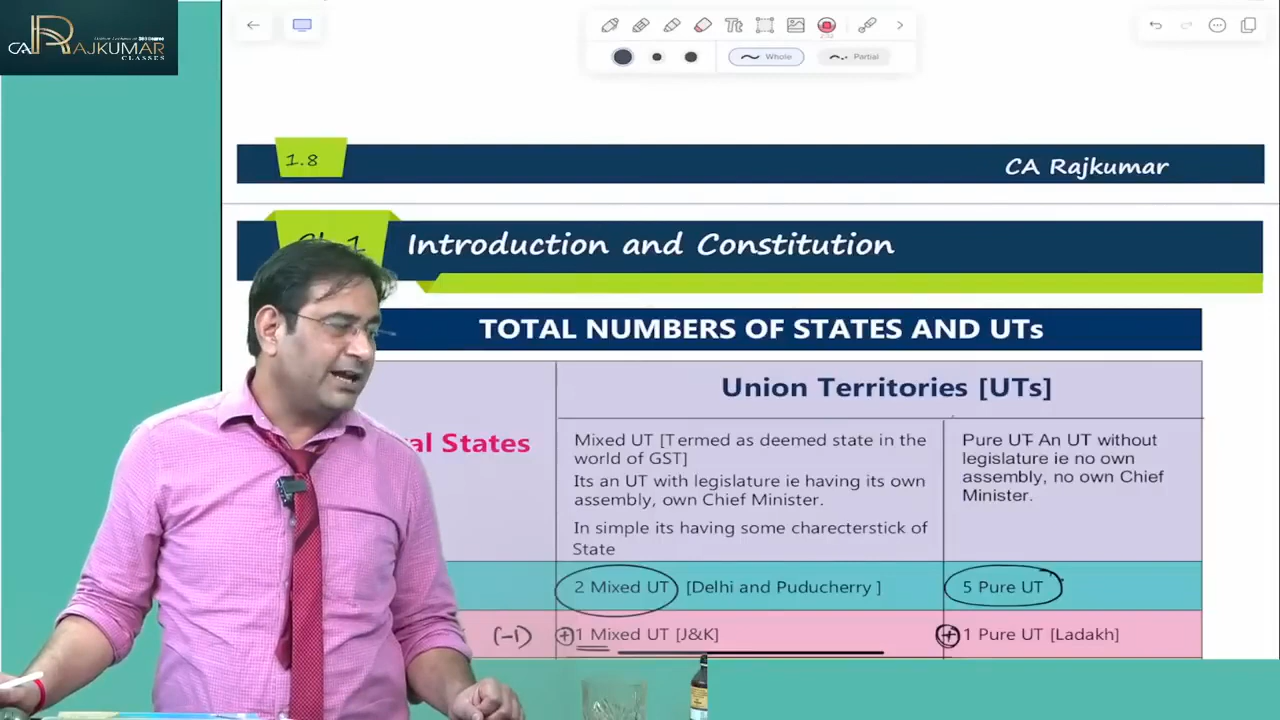 CA RAJKUMAR
CLASSES
Whole
Partial
1.8
CA Rajkumar
Ch 1
Introduction and Constitution
TOTAL NUMBERS OF STATES AND UTs
Union Territories [UTs]
al States
Mixed UT [Termed as deemed state in the
world of GST]
Its an UT with legislature ie having its own
assembly, own Chief Minister.
In simple its having some charecterstick of
State
Pure UT- An UT without
legislature ie no own
assembly, no own Chief
Minister.
2 Mixed UT [Delhi and Puducherry ]
5 Pure UT
(-1)
+ 1 Mixed UT [J&K]
+ 1 Pure UT [Ladakh]